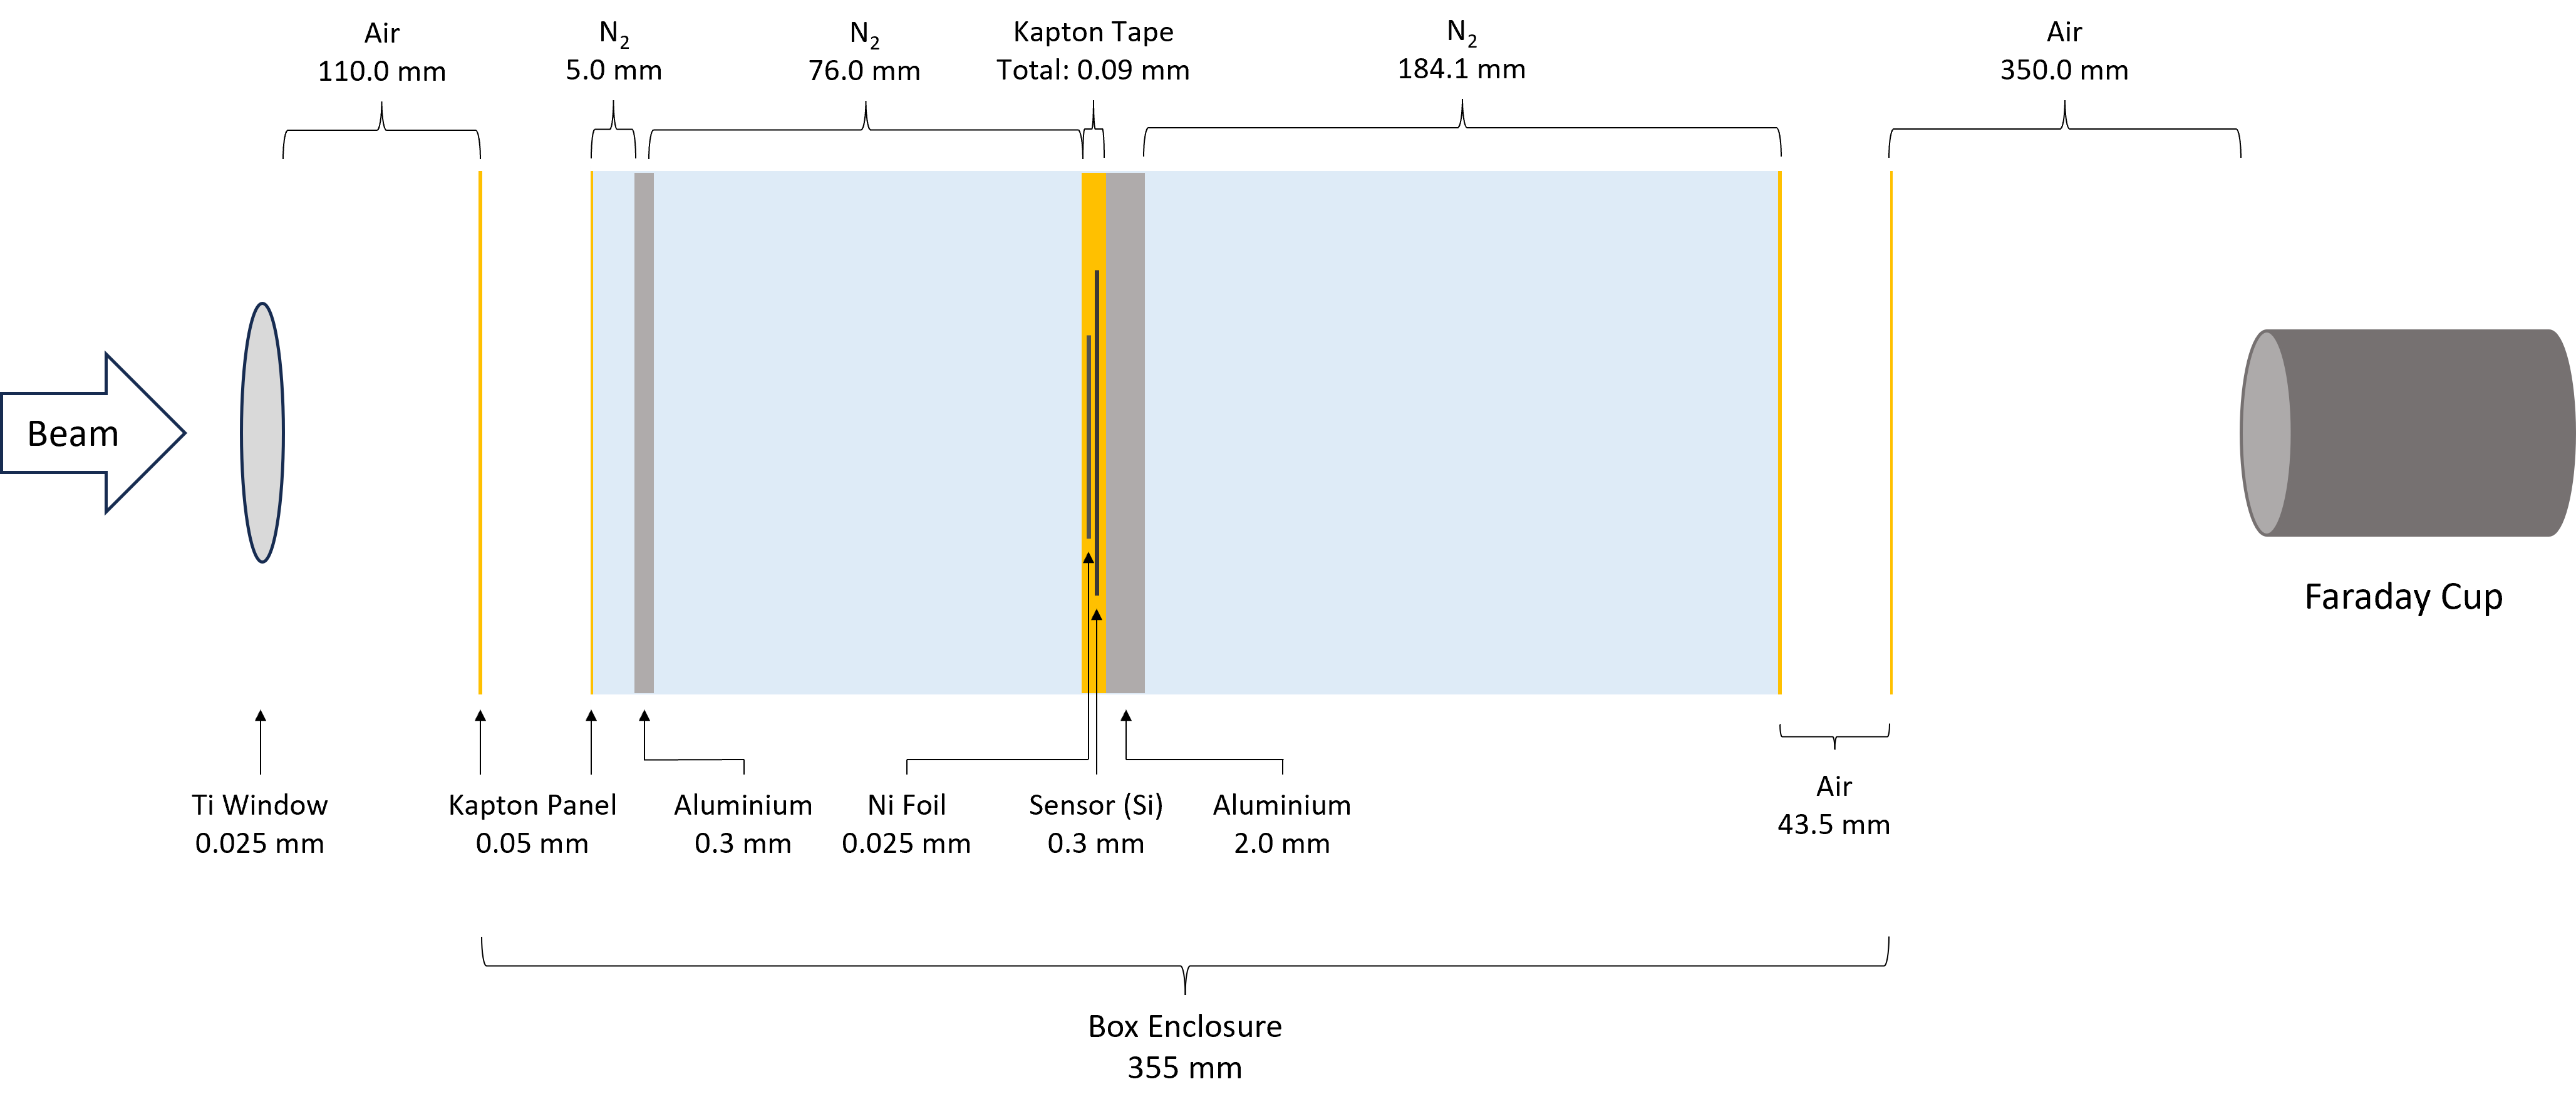 Air
110.0 mm
N₂
5.0 mm
N₂
76.0 mm
Kapton Tape
Total: 0.09 mm
N₂
184.1 mm
Air
350.0 mm
Beam
Faraday Cup
Ti Window
0.025 mm
Kapton Panel
0.05 mm
Aluminium
0.3 mm
Ni Foil
0.025 mm
Sensor (Si)
0.3 mm
Aluminium
2.0 mm
Air
43.5 mm
Box Enclosure
355 mm